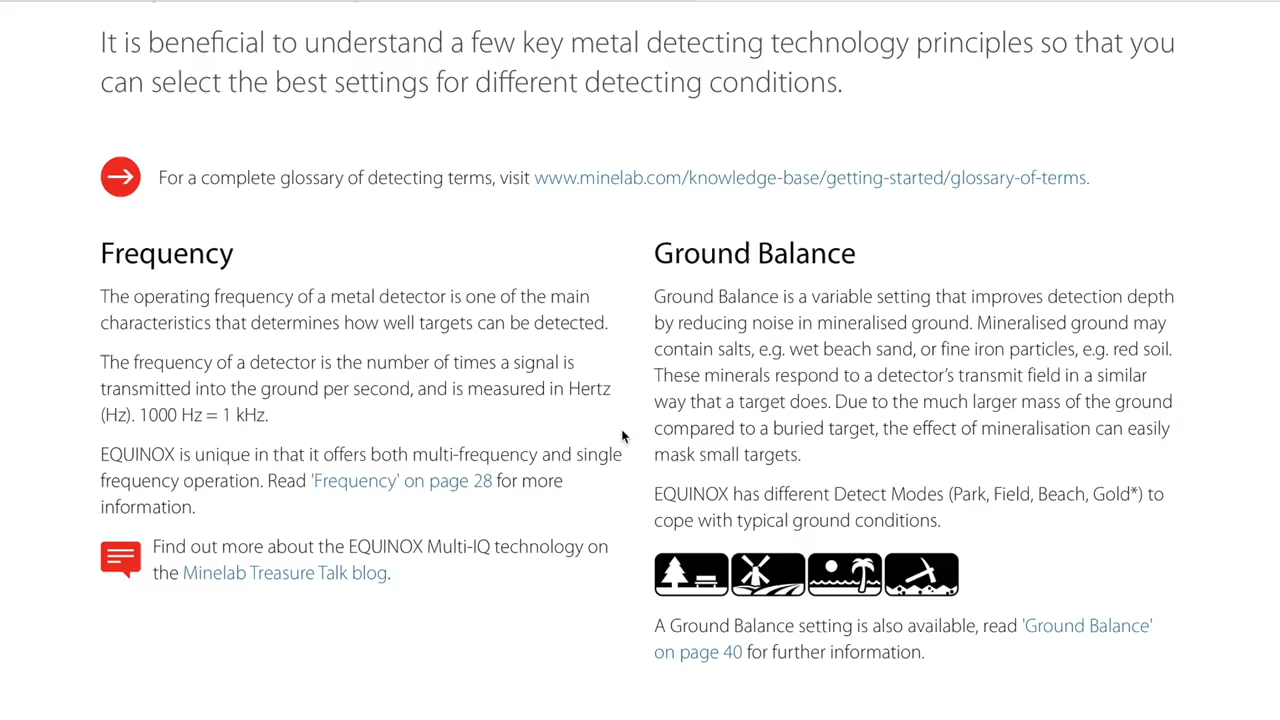 It is beneficial to understand a few key metal detecting technology principles so that you
can select the best settings for different detecting conditions.
For a complete glossary of detecting terms, visit www.minelab.com/knowledge-base/getting-started/glossary-of-terms.
Frequency
The operating frequency of a metal detector is one of the main
characteristics that determines how well targets can be detected.
The frequency of a detector is the number of times a signal is
transmitted into the ground per second, and is measured in Hertz
(Hz). 1000 Hz = 1 kHz.
EQUINOX is unique in that it offers both multi-frequency and single
frequency operation. Read 'Frequency' on page 28 for more
information.
Find out more about the EQUINOX Multi-IQ technology on
the Minelab Treasure Talk blog.
Ground Balance
Ground Balance is a variable setting that improves detection depth
by reducing noise in mineralised ground. Mineralised ground may
contain salts, e.g. wet beach sand, or fine iron particles, e.g. red soil.
These minerals respond to a detector's transmit field in a similar
way that a target does. Due to the much larger mass of the ground
compared to a buried target, the effect of mineralisation can easily
mask small targets.
EQUINOX has different Detect Modes (Park, Field, Beach, Gold*) to
cope with typical ground conditions.
A Ground Balance setting is also available, read 'Ground Balance'
on page 40 for further information.